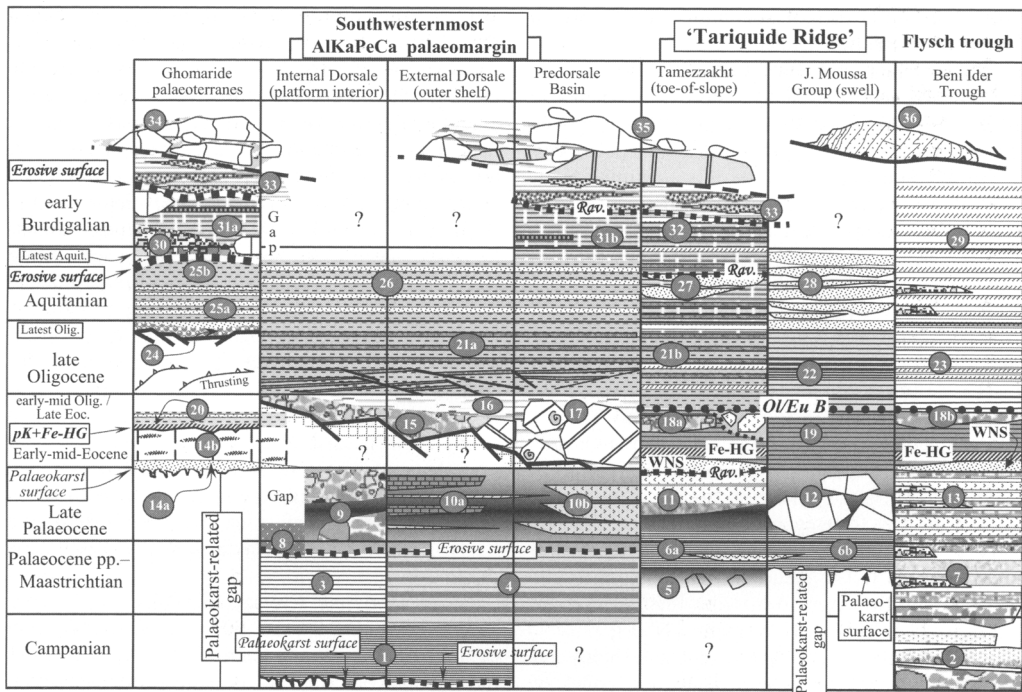 Southwesternmost
AlKaPeCa palaeomargin
'Tariquide Ridge'
Flysch trough
Ghomaride
palaeoterranes
Internal Dorsale
(platform interior)
External Dorsale
(outer shelf)
Predorsale
Basin
Tamezzakht
(toe-of-slope)
J. Moussa
Group (swell)
Beni Ider
Trough
34
35
36
Erosive surface
33
early
Burdigalian
31a
G
a
p
?
?
Rav.
31b
32
33
?
29
30
Latest Aquit.
Erosive surface
25b
Aquitanian
25a
26
Rav.
27
28
Latest Olig.
24
late
Oligocene
Thrusting
21a
21b
22
23
early-mid Olig. /
Late Eoc.
20
16
17
Ol/Eu B
18a
18b
pK+Fe-HG
15
19
WNS
Early-mid-Eocene
14b
?
?
Fe-HG
Fe-HG
WNS
Rav.
Palaeokarst
surface
14a
Late
Palaeocene
Gap
9
10a
10b
11
12
13
8
Erosive surface
6a
6b
Palaeocene pp.–
Maastrichtian
3
4
5
7
Palaeokarst-related
gap
Palaeokarst-related
gap
Palaeo-
karst
surface
Campanian
Palaeokarst surface
1
Erosive surface
?
?
2